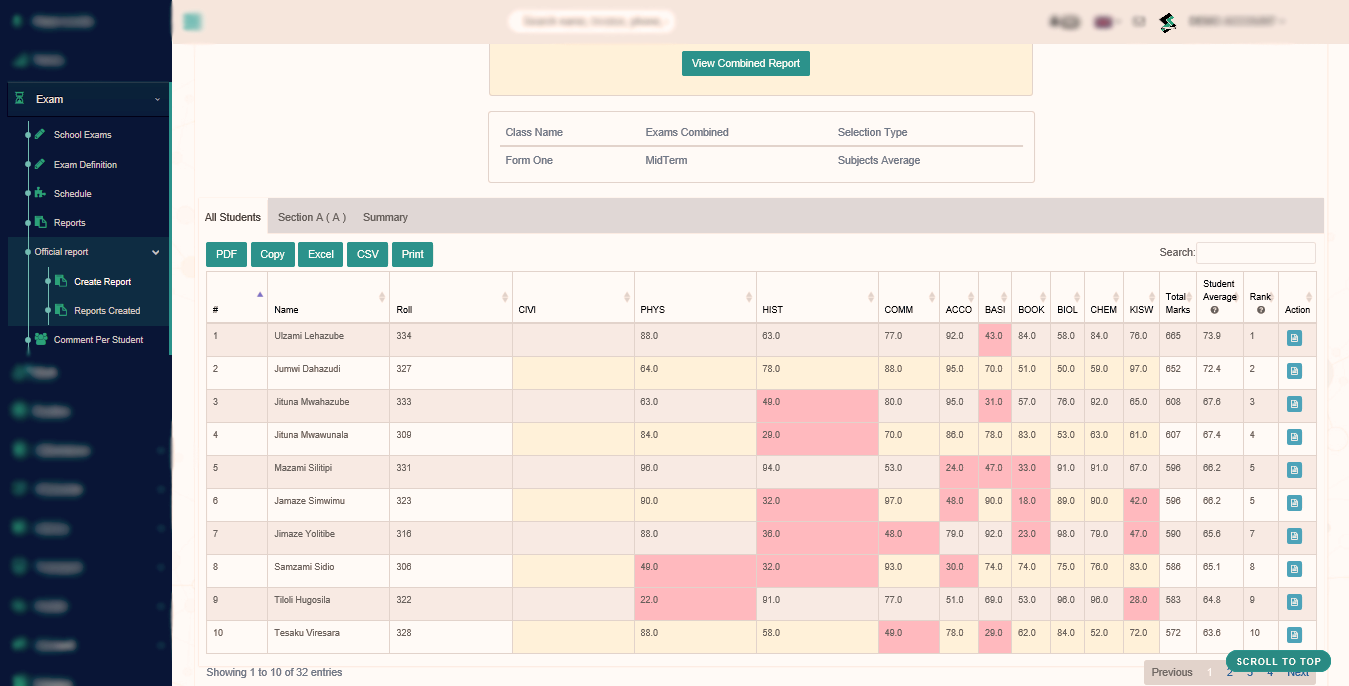 View Combined Report
Class Name Exams Combined Selection Type
Form One MidTerm Subjects Average
Exam
School Exams
Exam Definition
Schedule
Reports
Official report
Create Report
Reports Created
Comment Per Student
All Students Section A ( A ) Summary
PDF Copy Excel CSV Print Search:
# Name Roll CIVI PHYS HIST COMM ACCO BASI BOOK BIOL CHEM KISW Total Marks Student Average Rank Action
1 Ulzami Lehazube 334 88.0 63.0 77.0 92.0 43.0 84.0 58.0 84.0 76.0 665 73.9 1
2 Jumwi Dahazudi 327 64.0 78.0 88.0 95.0 70.0 51.0 50.0 59.0 97.0 652 72.4 2
3 Jituna Mwahazube 333 63.0 49.0 80.0 95.0 31.0 57.0 76.0 92.0 65.0 608 67.6 3
4 Jituna Mwawunala 309 84.0 29.0 70.0 86.0 78.0 83.0 53.0 63.0 61.0 607 67.4 4
5 Mazami Silitipi 331 96.0 94.0 53.0 24.0 47.0 33.0 91.0 91.0 67.0 596 66.2 5
6 Jamaze Simwimu 323 90.0 32.0 97.0 48.0 90.0 18.0 89.0 90.0 42.0 596 66.2 5
7 Jimaze Yolitibe 316 88.0 36.0 48.0 79.0 92.0 23.0 98.0 79.0 47.0 590 65.6 7
8 Samzami Sidio 306 49.0 32.0 93.0 30.0 74.0 74.0 75.0 76.0 83.0 586 65.1 8
9 Tiloli Hugosila 322 22.0 91.0 77.0 51.0 69.0 53.0 96.0 96.0 28.0 583 64.8 9
10 Tesaku Viresara 328 88.0 58.0 49.0 78.0 29.0 62.0 84.0 52.0 72.0 572 63.6 10
SCROLL TO TOP
Showing 1 to 10 of 32 entries Previous 1 2 3 4 Next